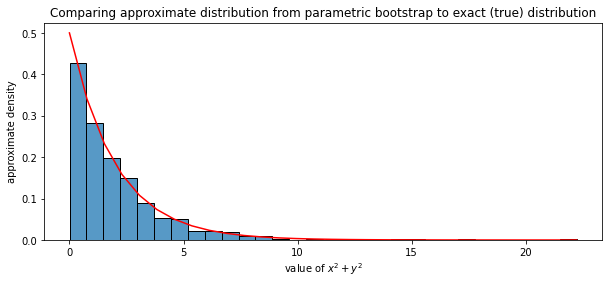 Comparing approximate distribution from parametric bootstrap to exact (true) distribution
0.5
0.4
0.3
0.2
0.1
0.0
approximate density
0 5 10 15 20
value of x² + y²